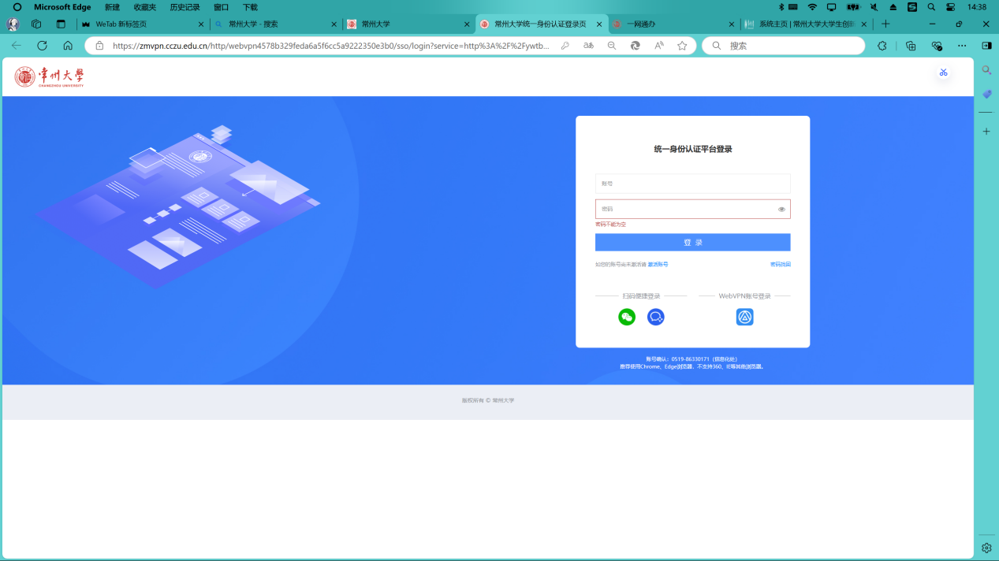 Microsoft Edge 新建 收藏夹 历史记录 窗口 下载 14:38
WeTab 新标签页 常州大学 - 搜索 常州大学 常州大学统一身份认证登录页 一网通办 系统主页 | 常州大学大学生创新
https://zmvpn.cczu.edu.cn/http/webvpn4578b329feda6a5f6cc5a9222350e3b0/sso/login?service=http%3A%2F%2Fywtb... 搜索
常州大學
CHANGZHOU UNIVERSITY
统一身份认证平台登录
账号
密码
密码不能为空
登 录
如您的账号尚未激活请 激活账号 密码找回
扫码便捷登录 WebVPN账号登录
账号确认：0519-86330171（信息化处）
推荐使用Chrome、Edge浏览器，不支持360、IE等其他浏览器。
版权所有 © 常州大学